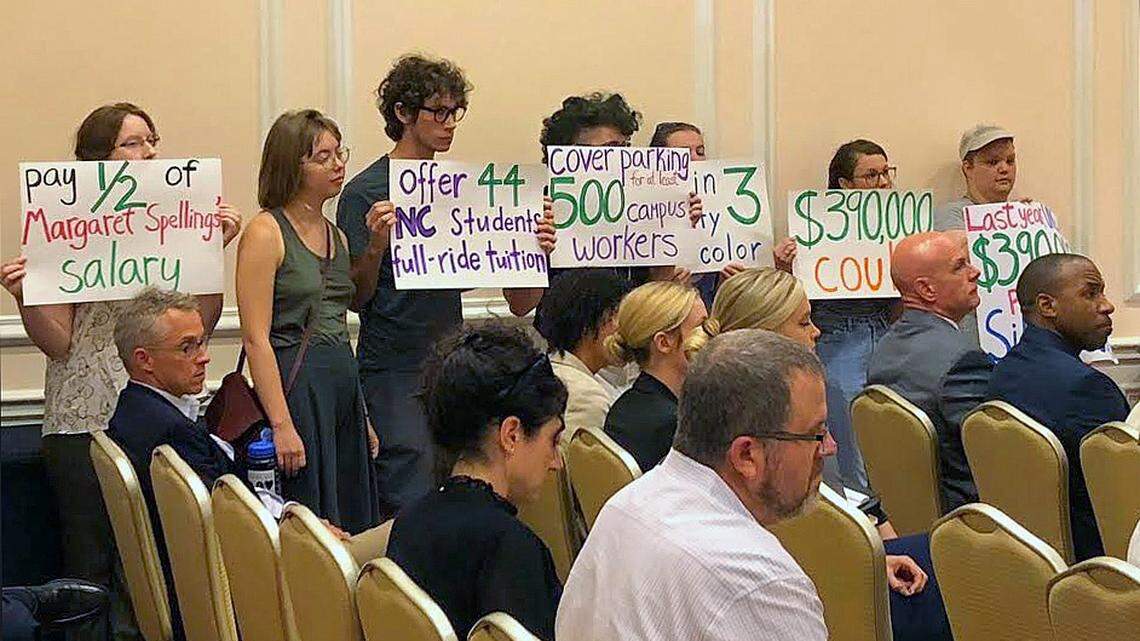 pay 1/2 of
Margaret Spellings'
salary
Offer 44
NC Students
full-ride tuition
Cover parking
for at least
500 campus
workers
in
3
color
$390,000
COUL
Last year
$390